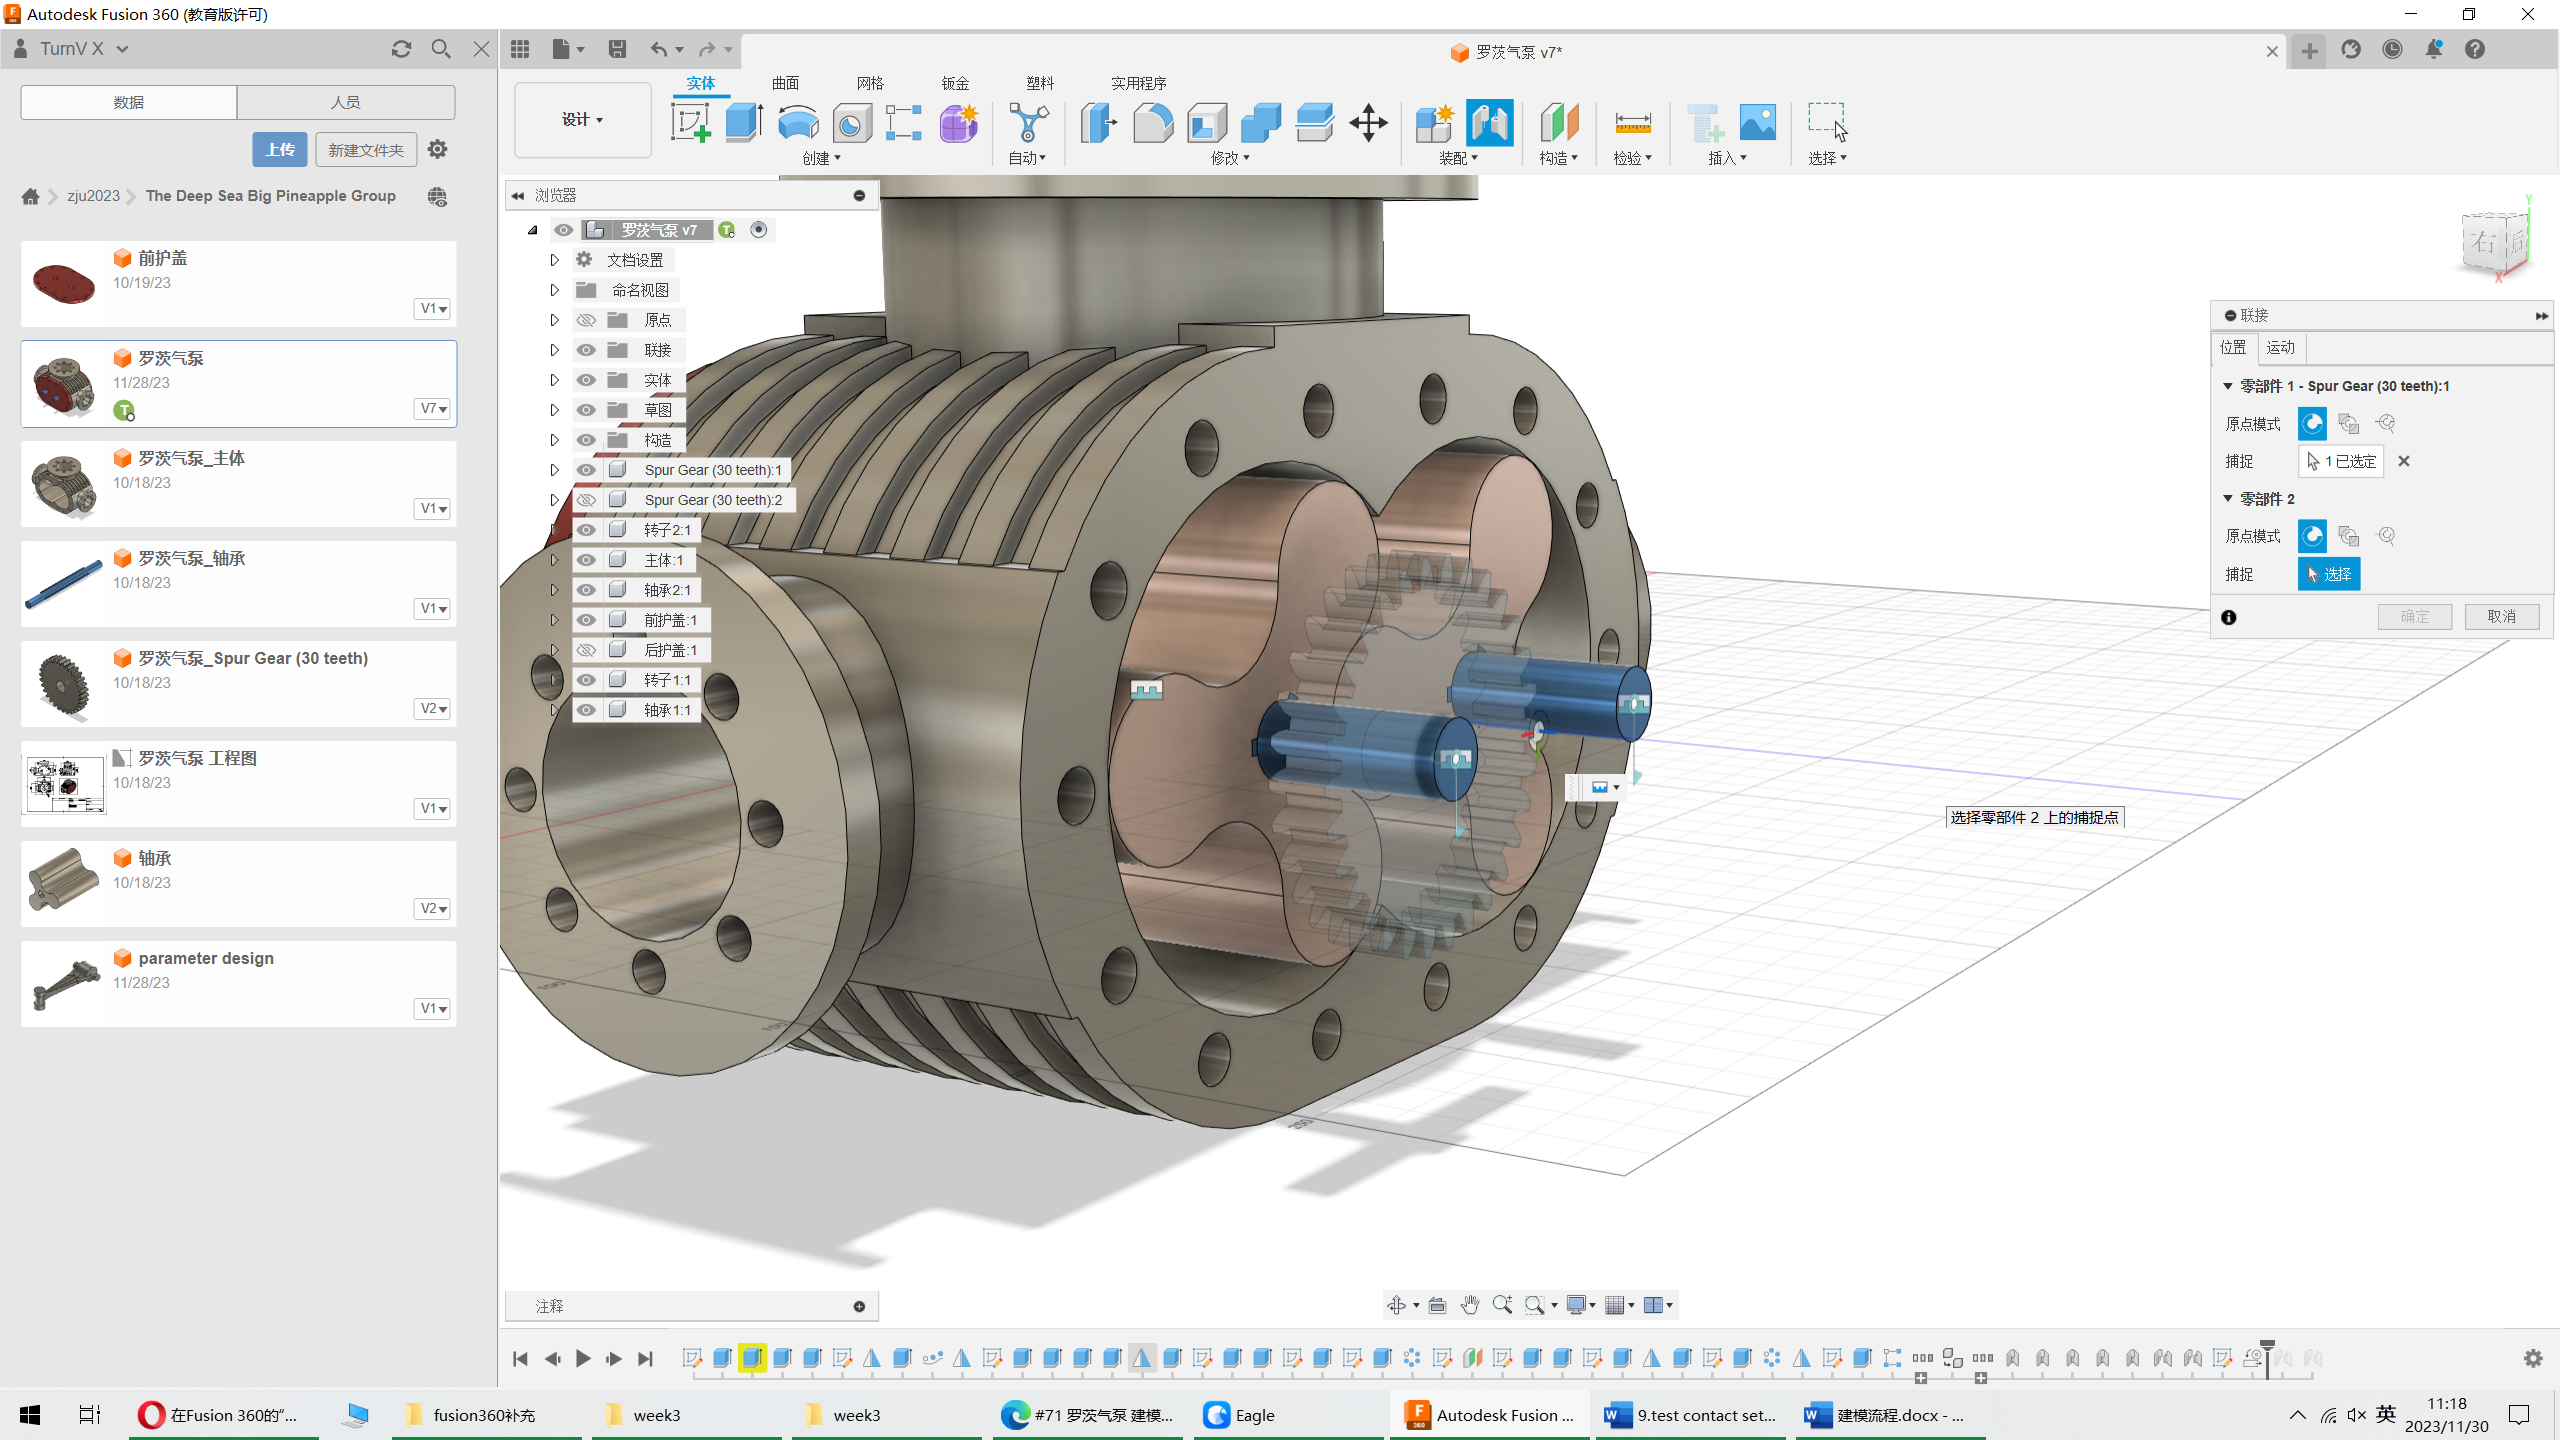 Autodesk Fusion 360 (教育版许可)
TurnV X
罗茨气泵 v7*
数据
人员
上传
新建文件夹
zju2023
The Deep Sea Big Pineapple Group
前护盖
10/19/23
V1
罗茨气泵
11/28/23
V7
罗茨气泵_主体
10/18/23
V1
罗茨气泵_轴承
10/18/23
V1
罗茨气泵_Spur Gear (30 teeth)
10/18/23
V2
罗茨气泵 工程图
10/18/23
V1
轴承
10/18/23
V2
parameter design
11/28/23
V1
设计
实体
曲面
网格
钣金
塑料
实用程序
创建
自动
修改
装配
构造
检验
插入
选择
浏览器
罗茨气泵 v7
文档设置
命名视图
原点
联接
实体
草图
构造
Spur Gear (30 teeth):1
Spur Gear (30 teeth):2
转子2:1
主体:1
轴承2:1
前护盖:1
后护盖:1
转子1:1
轴承1:1
Y
右
X
联接
位置
运动
零部件 1 - Spur Gear (30 teeth):1
原点模式
捕捉
1 已选定
零部件 2
原点模式
捕捉
选择
确定
取消
选择零部件 2 上的捕捉点
注释
在Fusion 360的"...
fusion360补充
week3
week3
#71 罗茨气泵 建模...
Eagle
Autodesk Fusion ...
9.test contact set...
建模流程.docx - ...
英
11:18
2023/11/30